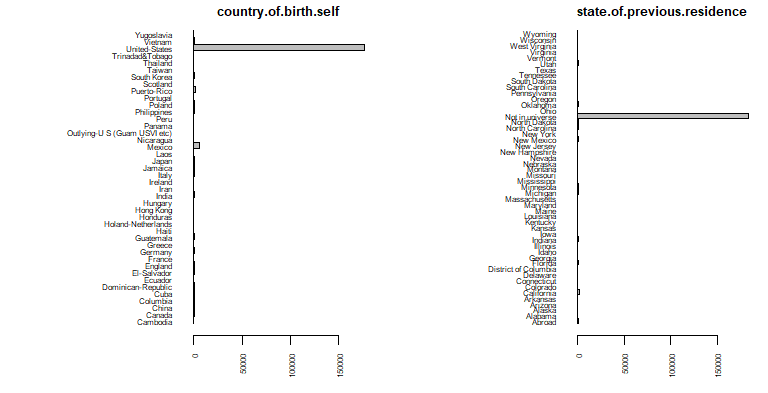 country.of.birth.self
Yugoslavia
Vietnam
United-States
Trinadad&Tobago
Thailand
Taiwan
South Korea
Scotland
Puerto-Rico
Portugal
Poland
Philippines
Peru
Panama
Outlying-U S (Guam USVI etc)
Nicaragua
Mexico
Laos
Japan
Jamaica
Italy
Ireland
Iran
India
Hungary
Hong Kong
Honduras
Holand-Netherlands
Haiti
Guatemala
Greece
Germany
France
England
El-Salvador
Ecuador
Dominican-Republic
Cuba
Columbia
China
Canada
Cambodia
0
50000
100000
150000
state.of.previous.residence
Wyoming
Wisconsin
West Virginia
Virginia
Vermont
Utah
Texas
Tennessee
South Dakota
South Carolina
Pennsylvania
Oregon
Oklahoma
Ohio
Not in universe
North Dakota
North Carolina
New York
New Mexico
New Jersey
New Hampshire
Nevada
Nebraska
Montana
Missouri
Mississippi
Minnesota
Michigan
Massachusetts
Maryland
Maine
Louisiana
Kentucky
Kansas
Iowa
Indiana
Illinois
Idaho
Georgia
Florida
District of Columbia
Delaware
Connecticut
Colorado
California
Arkansas
Arizona
Alaska
Alabama
Abroad
0
50000
100000
150000